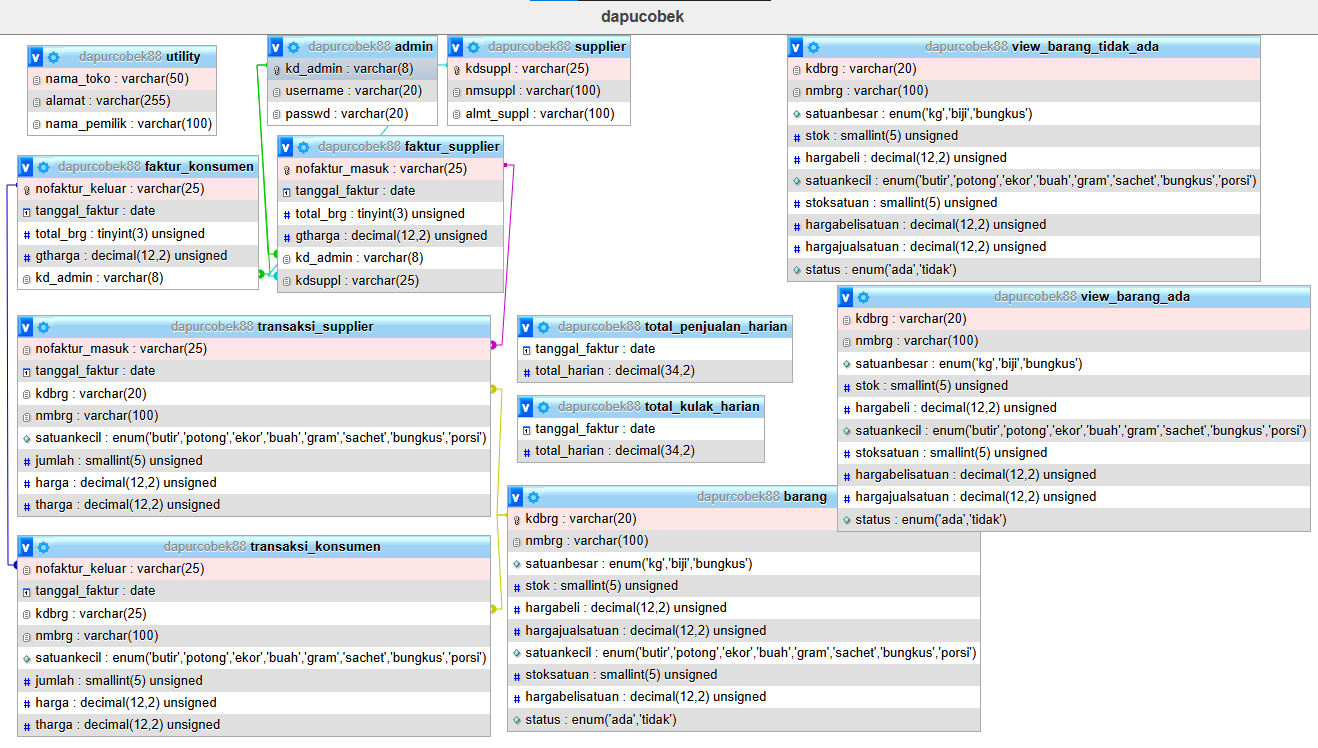 dapucobek
dapurcobek88 utility
nama_toko : varchar(50)
alamat : varchar(255)
nama_pemilik : varchar(100)
dapurcobek88 admin
kd_admin : varchar(8)
username : varchar(20)
passwd : varchar(20)
dapurcobek88 supplier
kdsuppl : varchar(25)
nmsuppl : varchar(100)
almt_suppl : varchar(100)
dapurcobek88 view_barang_tidak_ada
kdbrg : varchar(20)
nmbrg : varchar(100)
satuanbesar : enum('kg','biji','bungkus')
stok : smallint(5) unsigned
hargabeli : decimal(12,2) unsigned
satuankecil : enum('butir','potong','ekor','buah','gram','sachet','bungkus','porsi')
stoksatuan : smallint(5) unsigned
hargabelisatuan : decimal(12,2) unsigned
hargajualsatuan : decimal(12,2) unsigned
status : enum('ada','tidak')
dapurcobek88 faktur_konsumen
nofaktur_keluar : varchar(25)
tanggal_faktur : date
total_brg : tinyint(3) unsigned
gtharga : decimal(12,2) unsigned
kd_admin : varchar(8)
dapurcobek88 faktur_supplier
nofaktur_masuk : varchar(25)
tanggal_faktur : date
total_brg : tinyint(3) unsigned
gtharga : decimal(12,2) unsigned
kd_admin : varchar(8)
kdsuppl : varchar(25)
dapurcobek88 view_barang_ada
kdbrg : varchar(20)
nmbrg : varchar(100)
satuanbesar : enum('kg','biji','bungkus')
stok : smallint(5) unsigned
hargabeli : decimal(12,2) unsigned
satuankecil : enum('butir','potong','ekor','buah','gram','sachet','bungkus','porsi')
stoksatuan : smallint(5) unsigned
hargabelisatuan : decimal(12,2) unsigned
hargajualsatuan : decimal(12,2) unsigned
status : enum('ada','tidak')
dapurcobek88 transaksi_supplier
nofaktur_masuk : varchar(25)
tanggal_faktur : date
kdbrg : varchar(20)
nmbrg : varchar(100)
satuankecil : enum('butir','potong','ekor','buah','gram','sachet','bungkus','porsi')
jumlah : smallint(5) unsigned
harga : decimal(12,2) unsigned
tharga : decimal(12,2) unsigned
dapurcobek88 total_penjualan_harian
tanggal_faktur : date
total_harian : decimal(34,2)
dapurcobek88 total_kulak_harian
tanggal_faktur : date
total_harian : decimal(34,2)
dapurcobek88 barang
kdbrg : varchar(20)
nmbrg : varchar(100)
satuanbesar : enum('kg','biji','bungkus')
stok : smallint(5) unsigned
hargabeli : decimal(12,2) unsigned
hargajualsatuan : decimal(12,2) unsigned
satuankecil : enum('butir','potong','ekor','buah','gram','sachet','bungkus','porsi')
stoksatuan : smallint(5) unsigned
hargabelisatuan : decimal(12,2) unsigned
status : enum('ada','tidak')
dapurcobek88 transaksi_konsumen
nofaktur_keluar : varchar(25)
tanggal_faktur : date
kdbrg : varchar(25)
nmbrg : varchar(100)
satuankecil : enum('butir','potong','ekor','buah','gram','sachet','bungkus','porsi')
jumlah : smallint(5) unsigned
harga : decimal(12,2) unsigned
tharga : decimal(12,2) unsigned